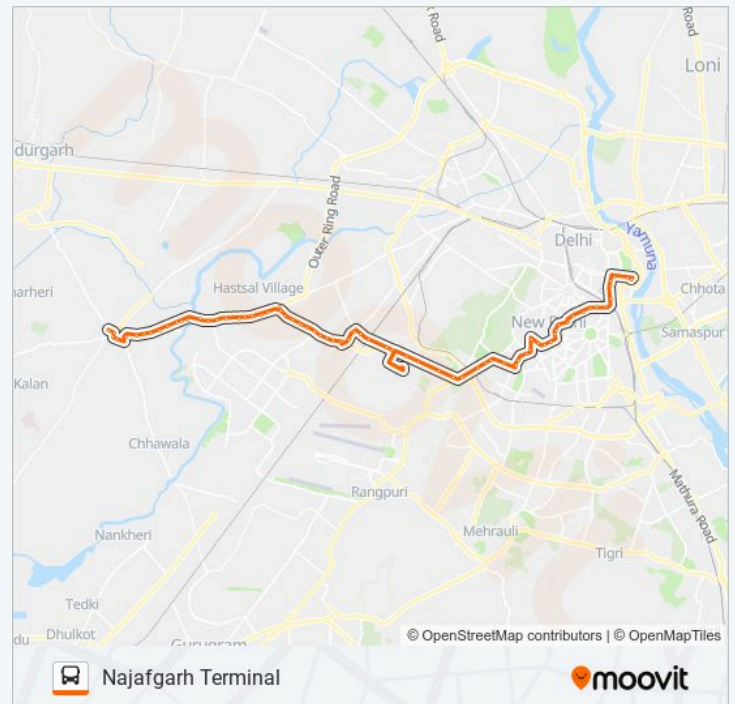 Road
Road
Loni
durgarh
Outer Ring Road
Yamuna
Delhi
Hastsal Village
Chhota
harheri
New Delhi
Samaspur
Kalan
Chhawala
Rangpuri
Mathura Road
Nankheri
Mehrauli
Tigri
Tedki
du
Dhulkot
Gurugram
© OpenStreetMap contributors | © OpenMapTiles
Najafgarh Terminal
moovit